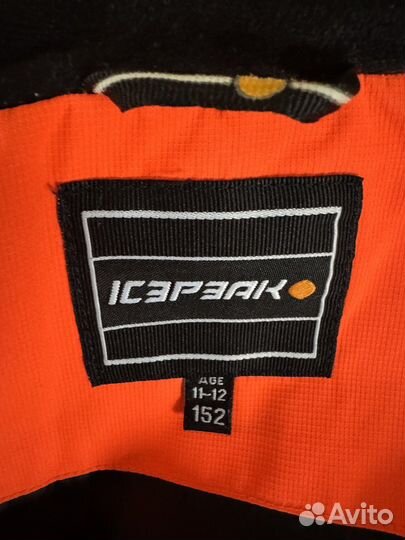 ICEPEAK
AGE
11-12
152
Avito